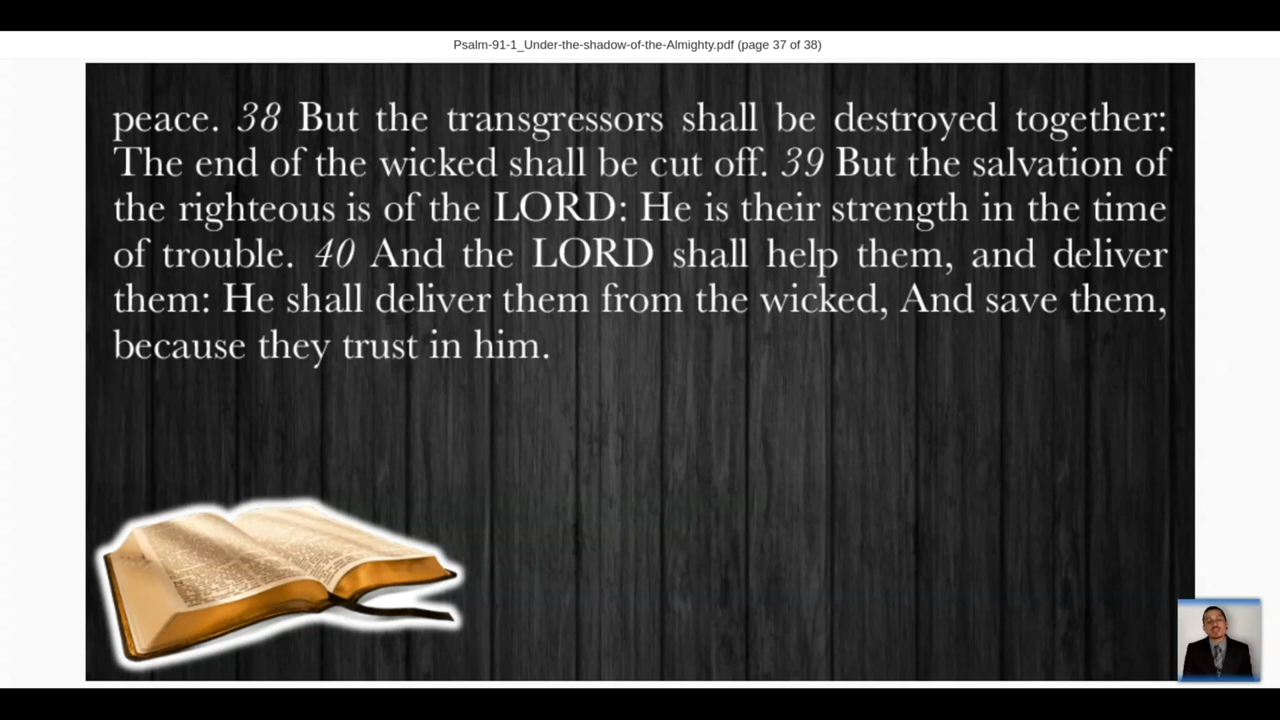 Psalm-91-1_Under-the-shadow-of-the-Almighty.pdf (page 37 of 38)
peace. 38 But the transgressors shall be destroyed together:
The end of the wicked shall be cut off. 39 But the salvation of
the righteous is of the LORD: He is their strength in the time
of trouble. 40 And the LORD shall help them, and deliver
them: He shall deliver them from the wicked, And save them,
because they trust in him.